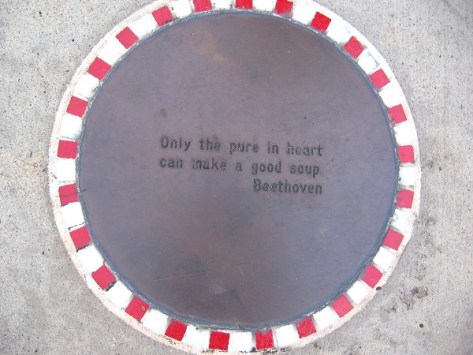 Only the pure in heart
can make a good soup.
Beethoven